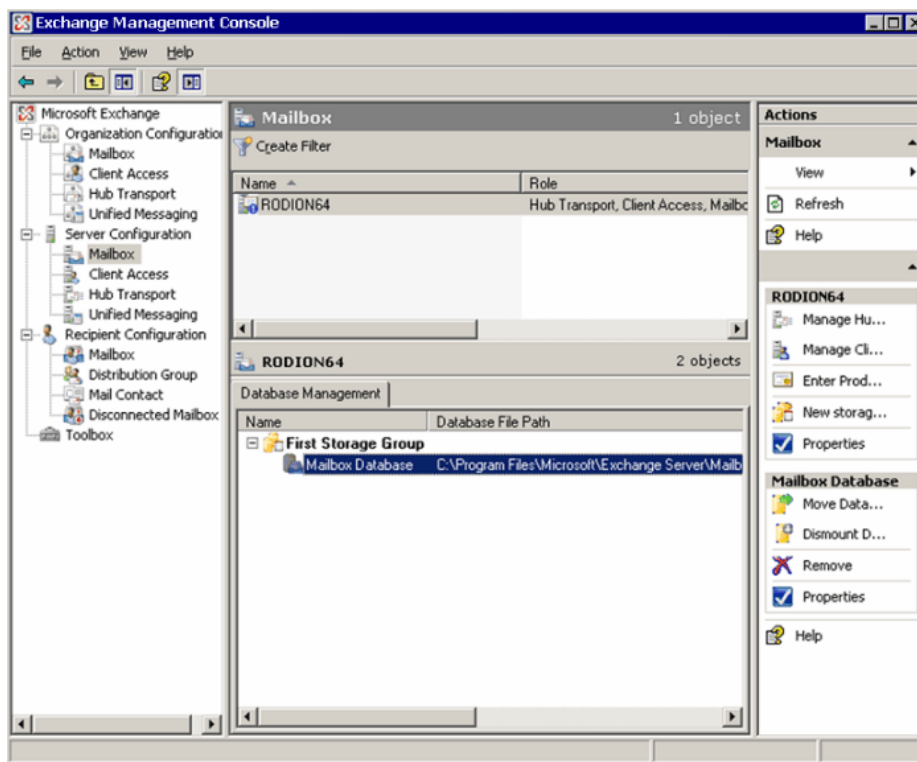 Exchange Management Console
File Action View Help
Microsoft Exchange
Organization Configuration
Mailbox
Client Access
Hub Transport
Unified Messaging
Server Configuration
Mailbox
Client Access
Hub Transport
Unified Messaging
Recipient Configuration
Mailbox
Distribution Group
Mail Contact
Disconnected Mailbox
Toolbox
Mailbox 1 object
Create Filter
Name Role
RODION64 Hub Transport, Client Access, Mailbc
RODION64 2 objects
Database Management
Name Database File Path
First Storage Group
Mailbox Database C:\Program Files\Microsoft\Exchange Server\Mailb
Actions
Mailbox
View
Refresh
Help
RODION64
Manage Hu...
Manage Cli...
Enter Prod...
New storag...
Properties
Mailbox Database
Move Data...
Dismount D...
Remove
Properties
Help